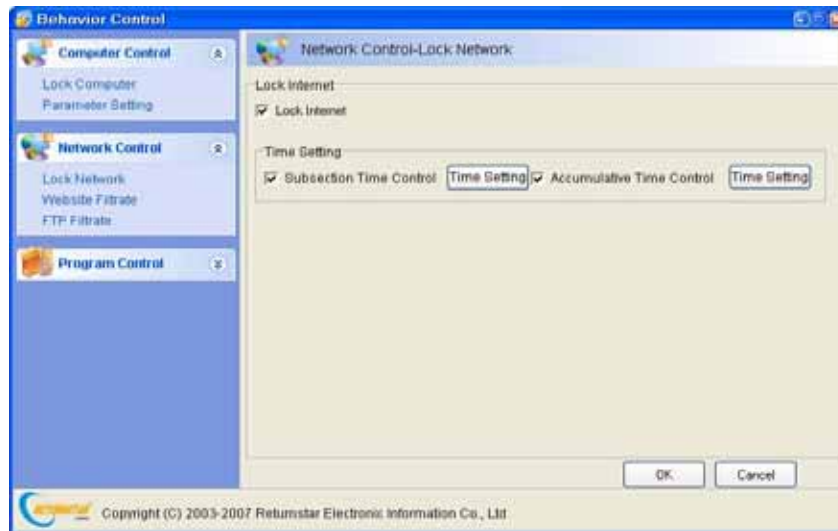 Behavior Control
Computer Control
Lock Computer
Parameter Setting
Network Control
Lock Network
Website Filtrate
FTP Filtrate
Program Control
Network Control-Lock Network
Lock Internet
Lock Internet
Time Setting
Subsection Time Control Time Setting Accumulative Time Control Time Setting
OK Cancel
Copyright (C) 2003-2007 Returnstar Electronic Information Co., Ltd